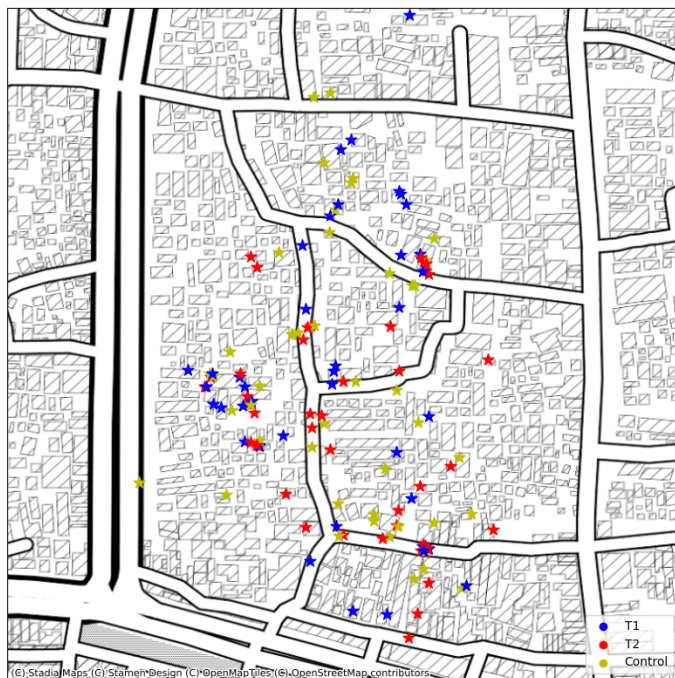 T1
T2
Control
(C) Stadia Maps (C) Stamen Design (C) OpenMapTiles (C) OpenStreetMap contributors